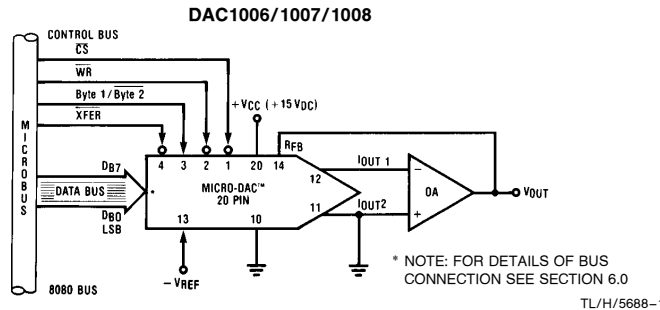 DAC1006/1007/1008
CONTROL BUS
CS
WR
Byte 1/Byte 2
XFER
+VCC (+15 VDC)
RFB
4 3 2 1 20 14
IOUT 1
12
MICROBUS
DB7
DATA BUS
*
MICRO-DAC™
20 PIN
−
OA
VOUT
11
IOUT2
+
DB0
LSB
13
10
* NOTE: FOR DETAILS OF BUS
CONNECTION SEE SECTION 6.0
− VREF
8080 BUS